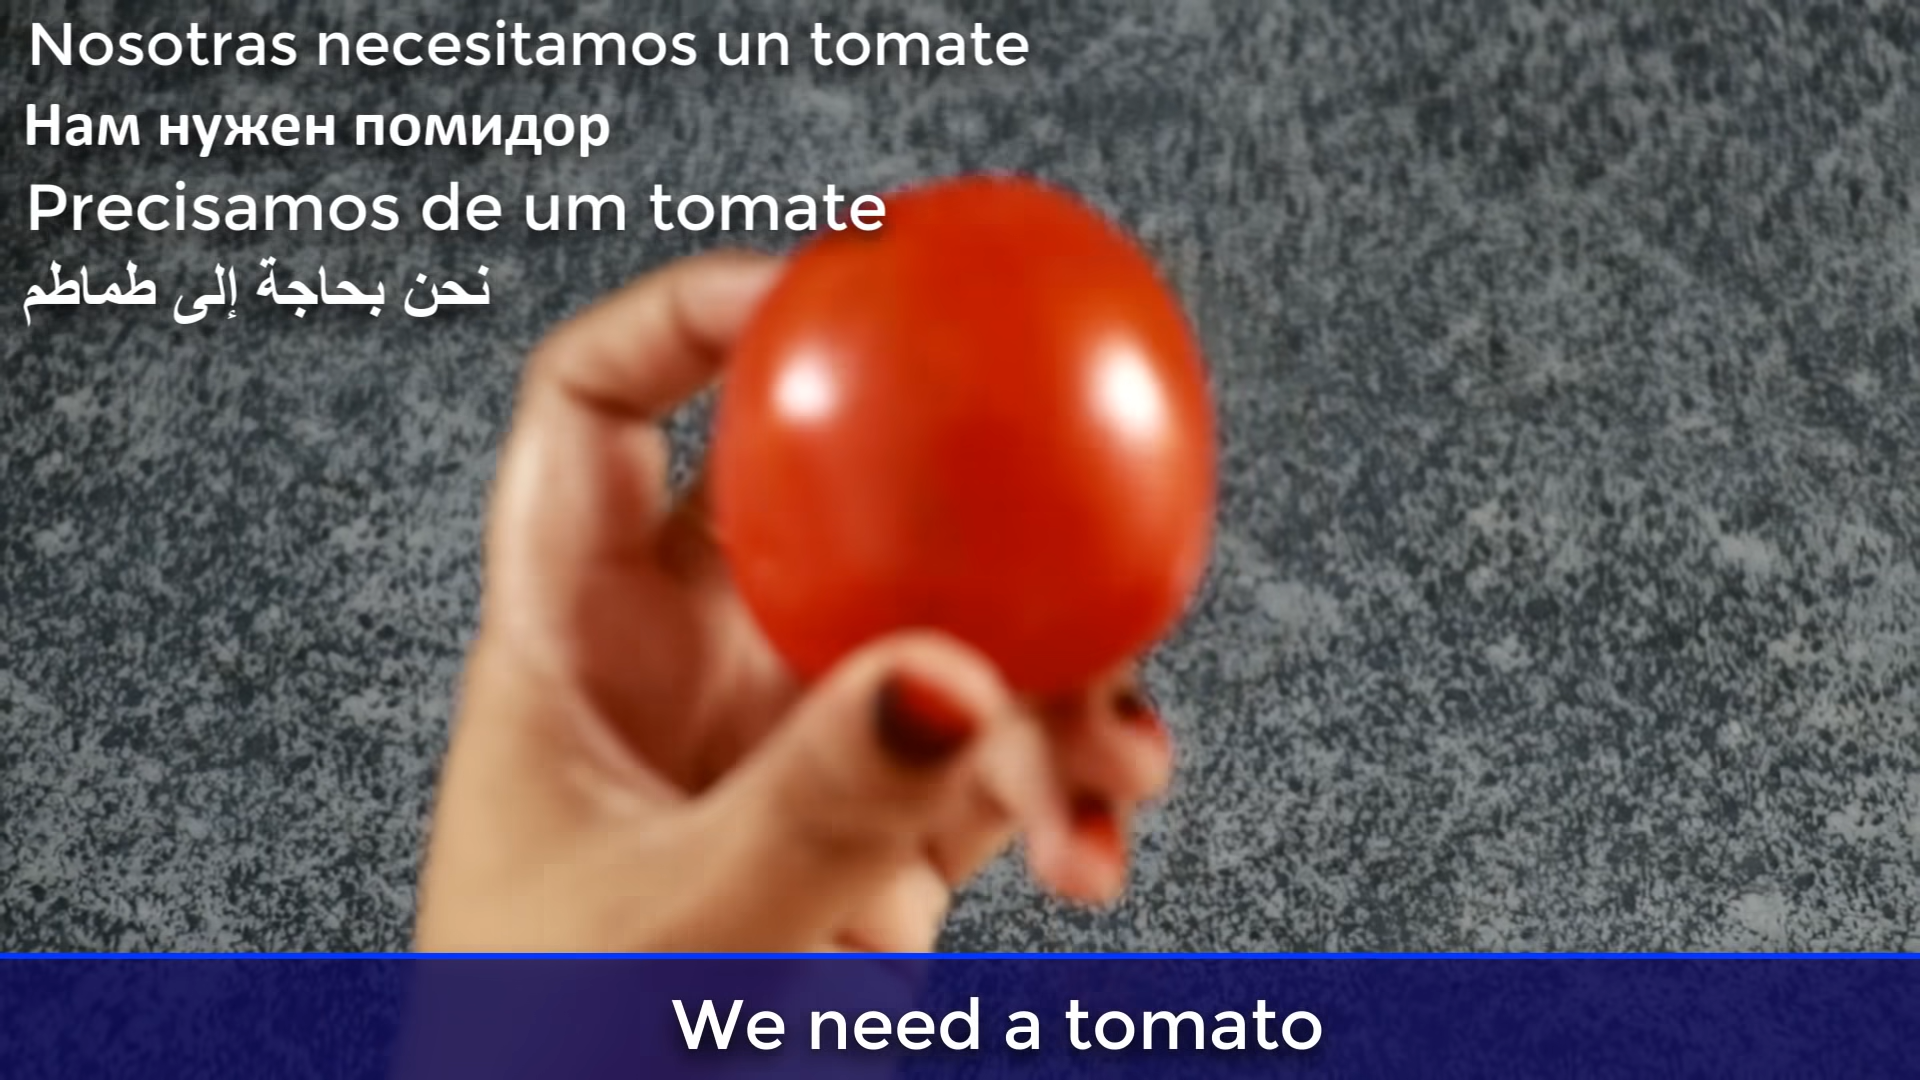 Nosotras necesitamos un tomate
Нам нужен помидор
Precisamos de um tomate
نحن بحاجة إلى طماطم
We need a tomato